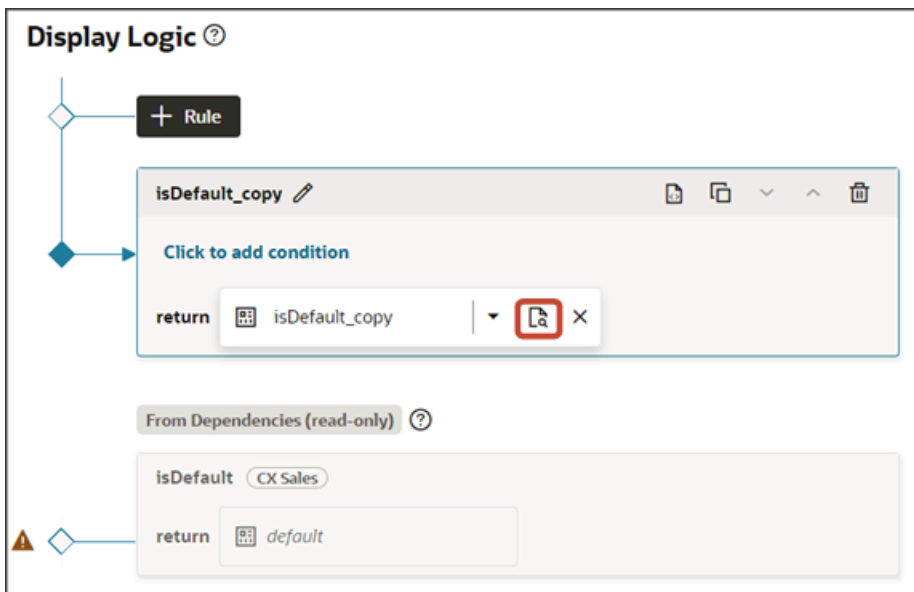 Display Logic
+ Rule
isDefault_copy
Click to add condition
return isDefault_copy
From Dependencies (read-only)
isDefault CX Sales
return default